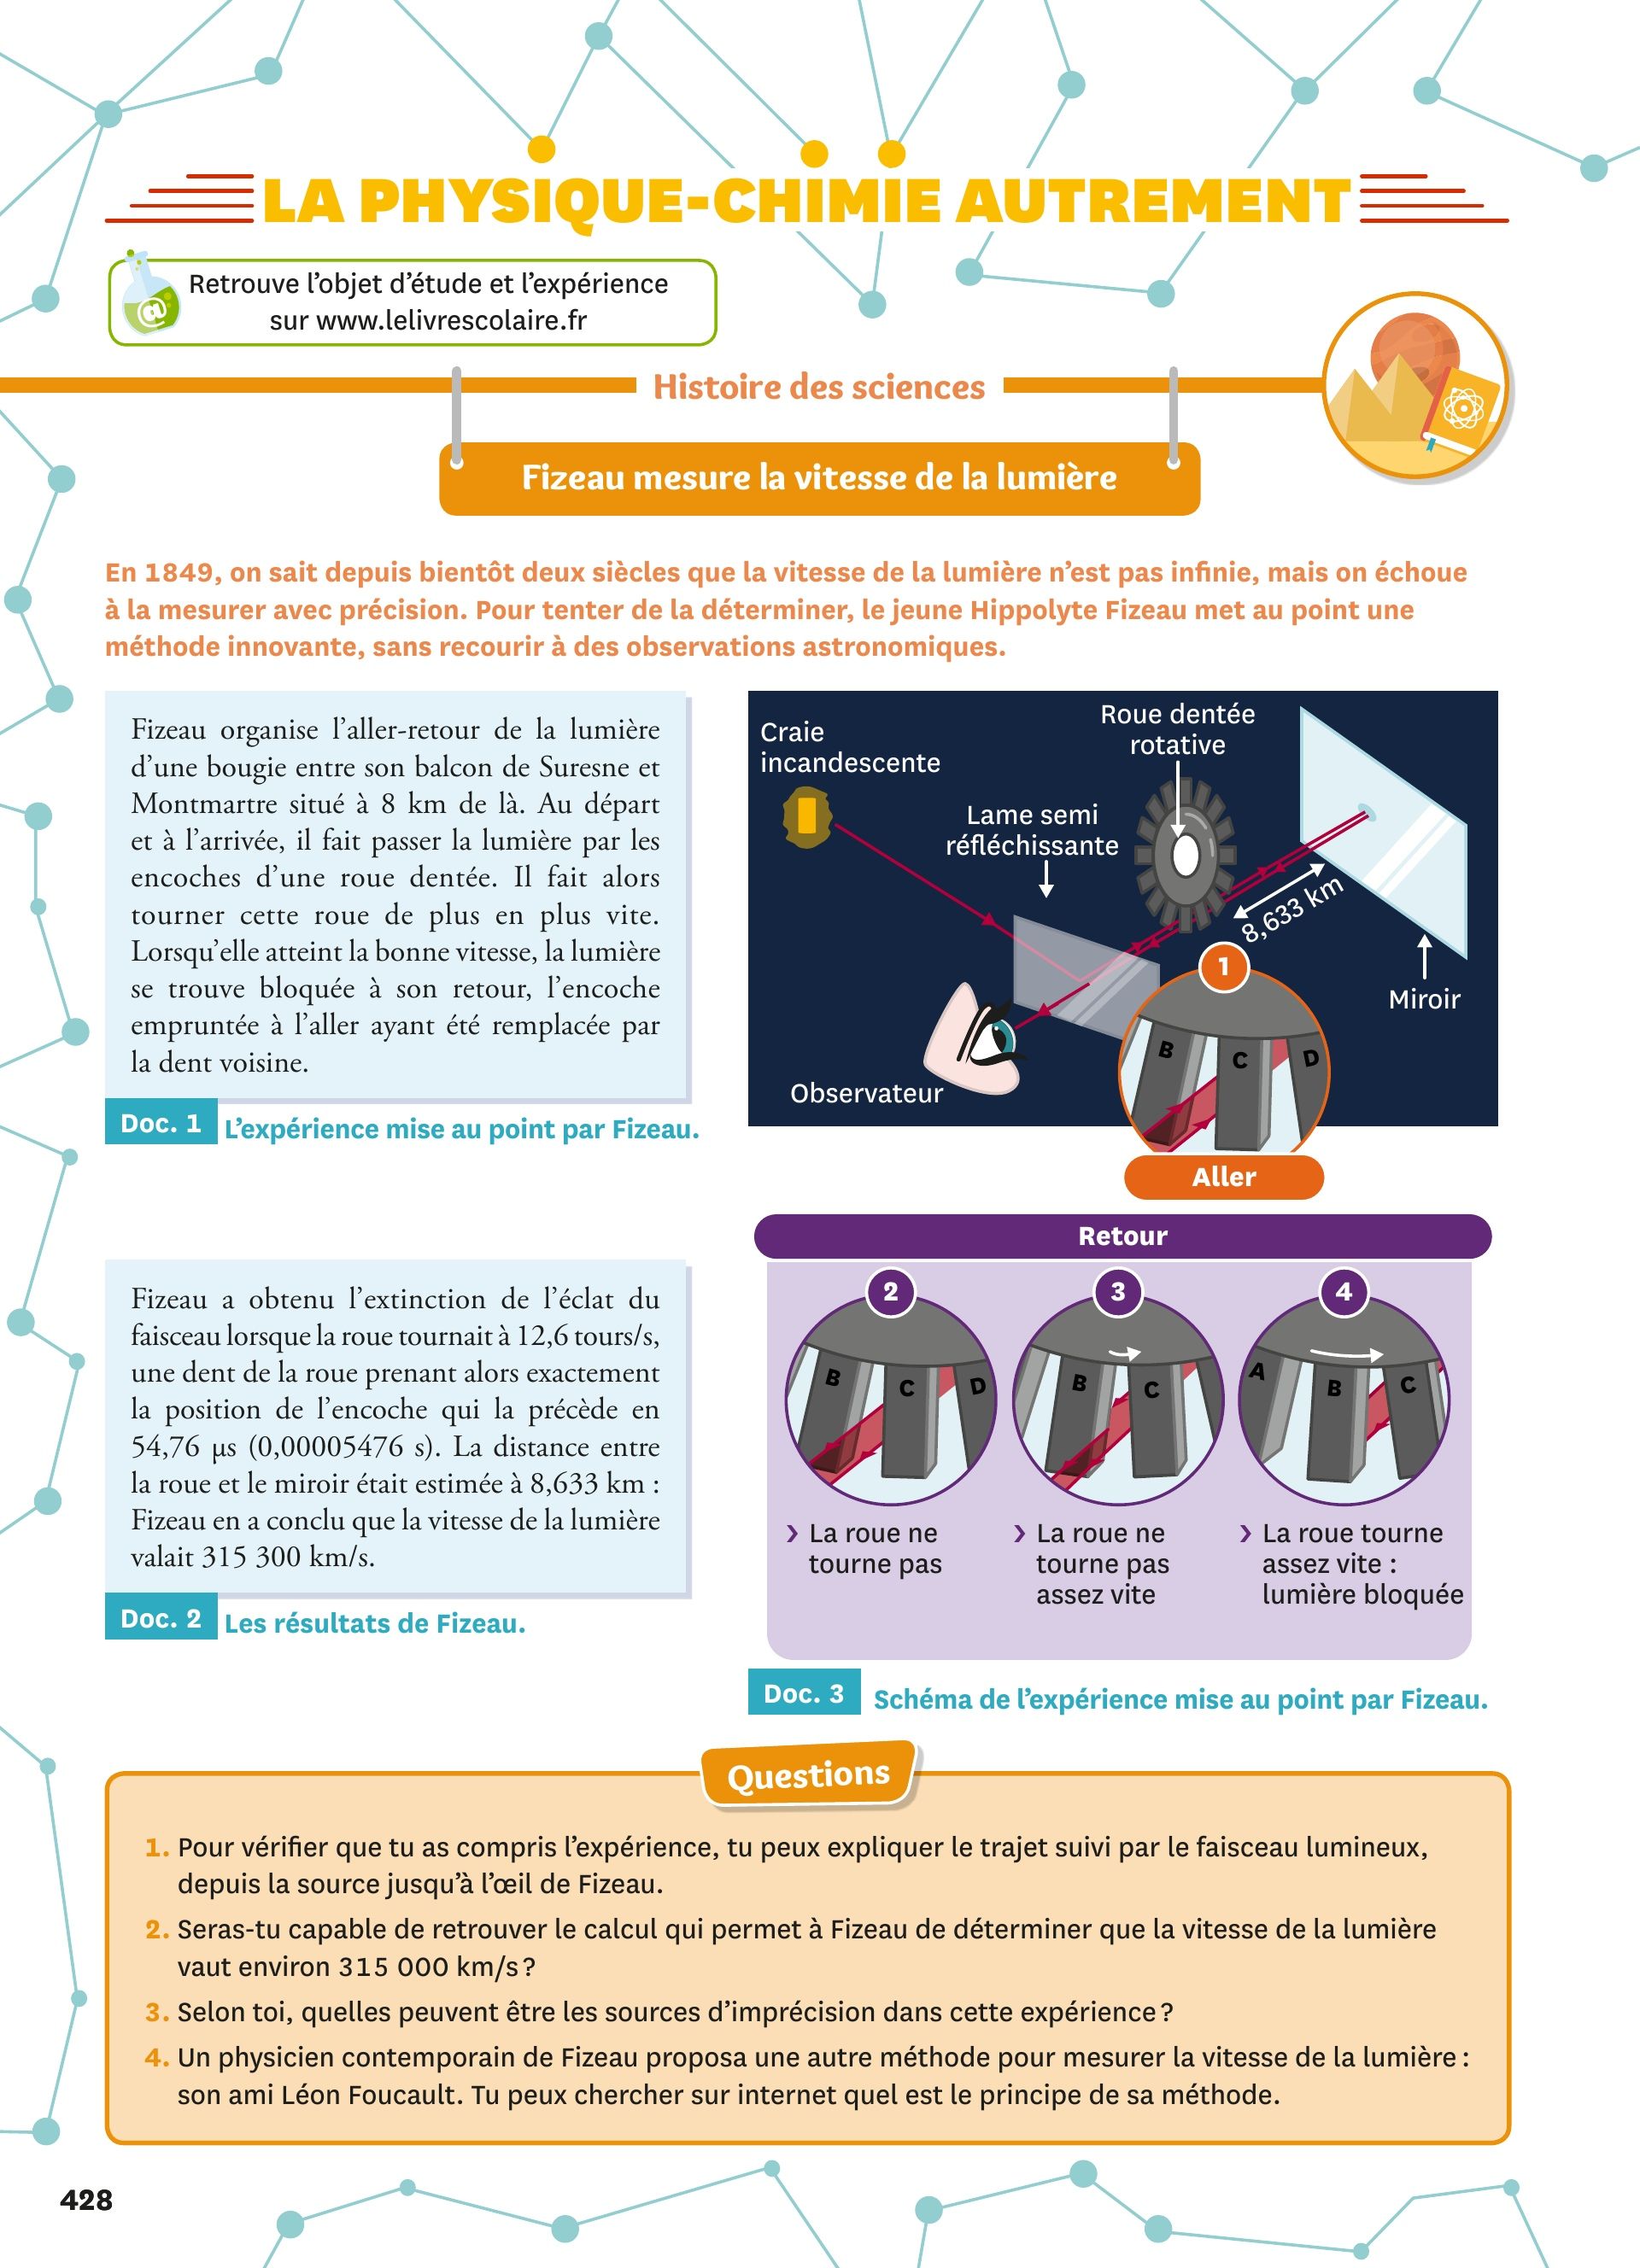 LA PHYSIQUE-CHIMIE AUTREMENT
@
Retrouve l'objet d'étude et l'expérience
sur www.lelivrescolaire.fr
Histoire des sciences
Fizeau mesure la vitesse de la lumière
En 1849, on sait depuis bientôt deux siècles que la vitesse de la lumière n'est pas infinie, mais on échoue
à la mesurer avec précision. Pour tenter de la déterminer, le jeune Hippolyte Fizeau met au point une
méthode innovante, sans recourir à des observations astronomiques.
Fizeau organise l'aller-retour de la lumière
d'une bougie entre son balcon de Suresne et
Montmartre situé à 8 km de là. Au départ
et à l'arrivée, il fait passer la lumière par les
encoches d'une roue dentée. Il fait alors
tourner cette roue de plus en plus vite.
Lorsqu'elle atteint la bonne vitesse, la lumière
se trouve bloquée à son retour, l'encoche
empruntée à l'aller ayant été remplacée par
la dent voisine.
Doc. 1 L'expérience mise au point par Fizeau.
Fizeau a obtenu l'extinction de l'éclat du
faisceau lorsque la roue tournait à 12,6 tours/s,
une dent de la roue prenant alors exactement
la position de l'encoche qui la précède en
54,76 µs (0,00005476 s). La distance entre
la roue et le miroir était estimée à 8,633 km :
Fizeau en a conclu que la vitesse de la lumière
valait 315 300 km/s.
Doc. 2 Les résultats de Fizeau.
Craie
incandescente
Roue dentée
rotative
Lame semi
réfléchissante
8,633 km
Miroir
Observateur
1
B C D
Aller
Retour
2
B C D
› La roue ne
tourne pas
3
B C
› La roue ne
tourne pas
assez vite
4
A B C
› La roue tourne
assez vite :
lumière bloquée
Doc. 3 Schéma de l'expérience mise au point par Fizeau.
Questions
1. Pour vérifier que tu as compris l'expérience, tu peux expliquer le trajet suivi par le faisceau lumineux,
depuis la source jusqu'à l'œil de Fizeau.
2. Seras-tu capable de retrouver le calcul qui permet à Fizeau de déterminer que la vitesse de la lumière
vaut environ 315 000 km/s ?
3. Selon toi, quelles peuvent être les sources d'imprécision dans cette expérience ?
4. Un physicien contemporain de Fizeau proposa une autre méthode pour mesurer la vitesse de la lumière :
son ami Léon Foucault. Tu peux chercher sur internet quel est le principe de sa méthode.
428